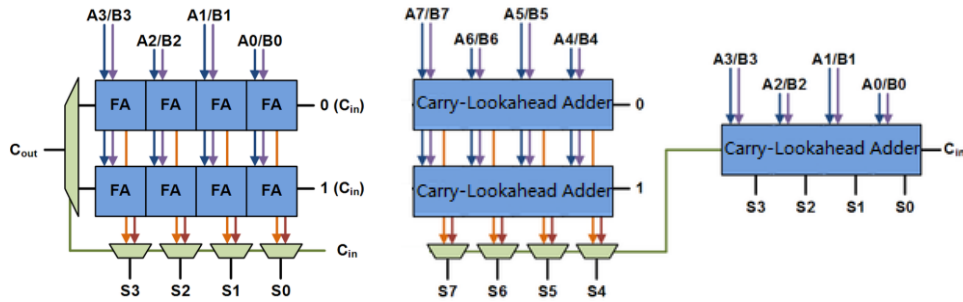 A3/B3 A1/B1
A2/B2 A0/B0
FA FA FA FA 0 (Cin)
Cout
FA FA FA FA 1 (Cin)
Cin
S3 S2 S1 S0
A7/B7 A5/B5
A6/B6 A4/B4
Carry-Lookahead Adder 0
Carry-Lookahead Adder 1
S7 S6 S5 S4
A3/B3 A1/B1
A2/B2 A0/B0
Carry-Lookahead Adder Cin
S3 S2 S1 S0